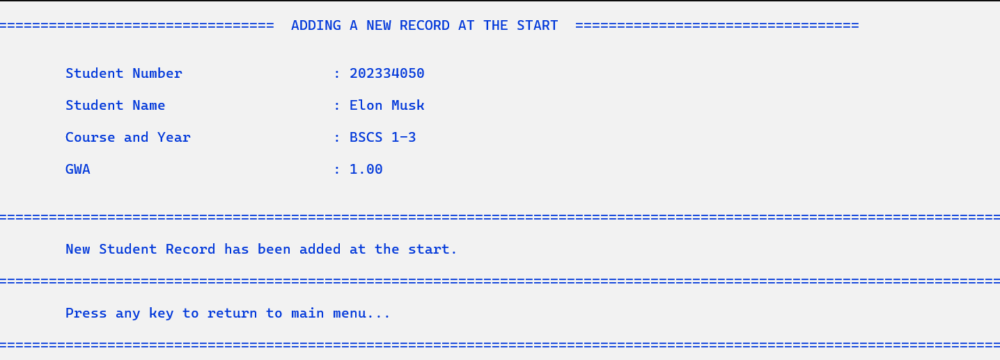 =================================  ADDING A NEW RECORD AT THE START  ==================================
Student Number                  : 202334050
Student Name                    : Elon Musk
Course and Year                 : BSCS 1-3
GWA                             : 1.00
========================================================================================================================
New Student Record has been added at the start.
========================================================================================================================
Press any key to return to main menu...
========================================================================================================================